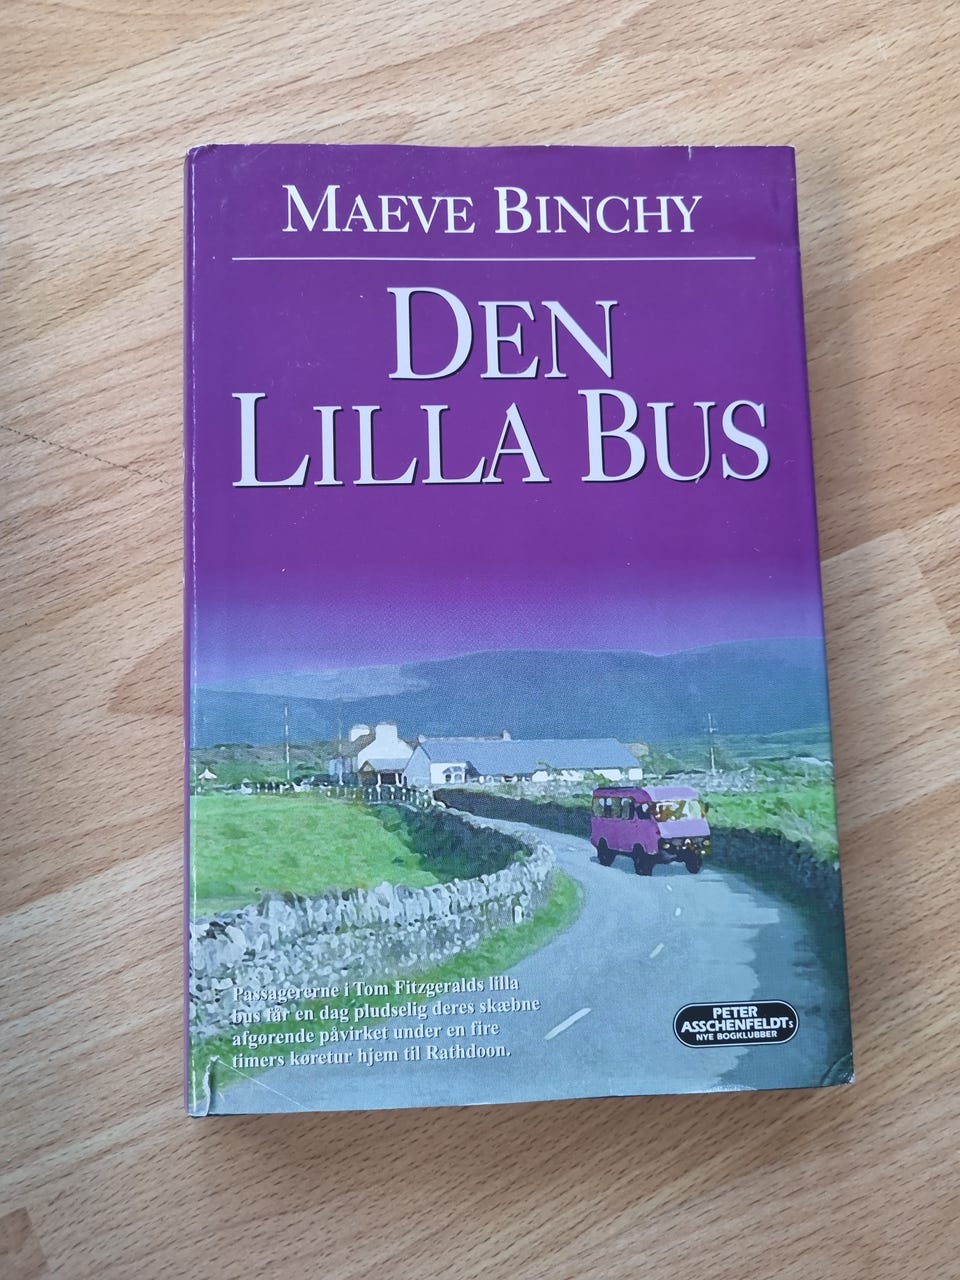 MAEVE BINCHY
DEN
LILLA BUS
Passagererne i Tom Fitzgeralds lilla
bus får en dag pludselig deres skæbne
afgørende påvirket under en fire
timers køretur hjem til Rathdoon.
PETER
ASSCHENFELDTs
NYE BOGKLUBBER